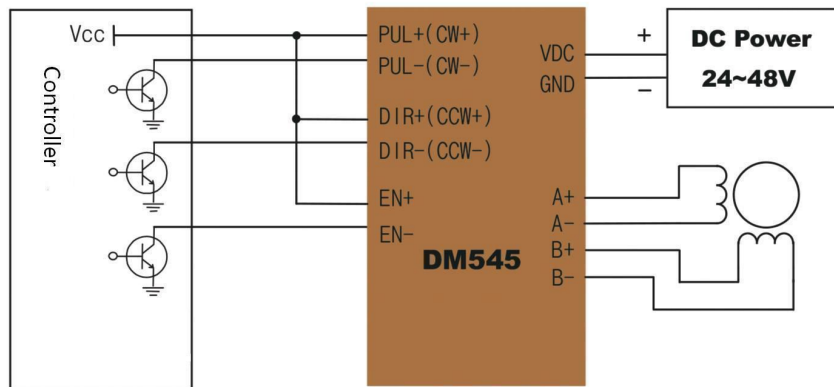 Controller
Vcc
PUL+(CW+)
PUL-(CW-)
DIR+(CCW+)
DIR-(CCW-)
EN+
EN-
DM545
VDC
GND
A+
A-
B+
B-
+
−
DC Power
24~48V